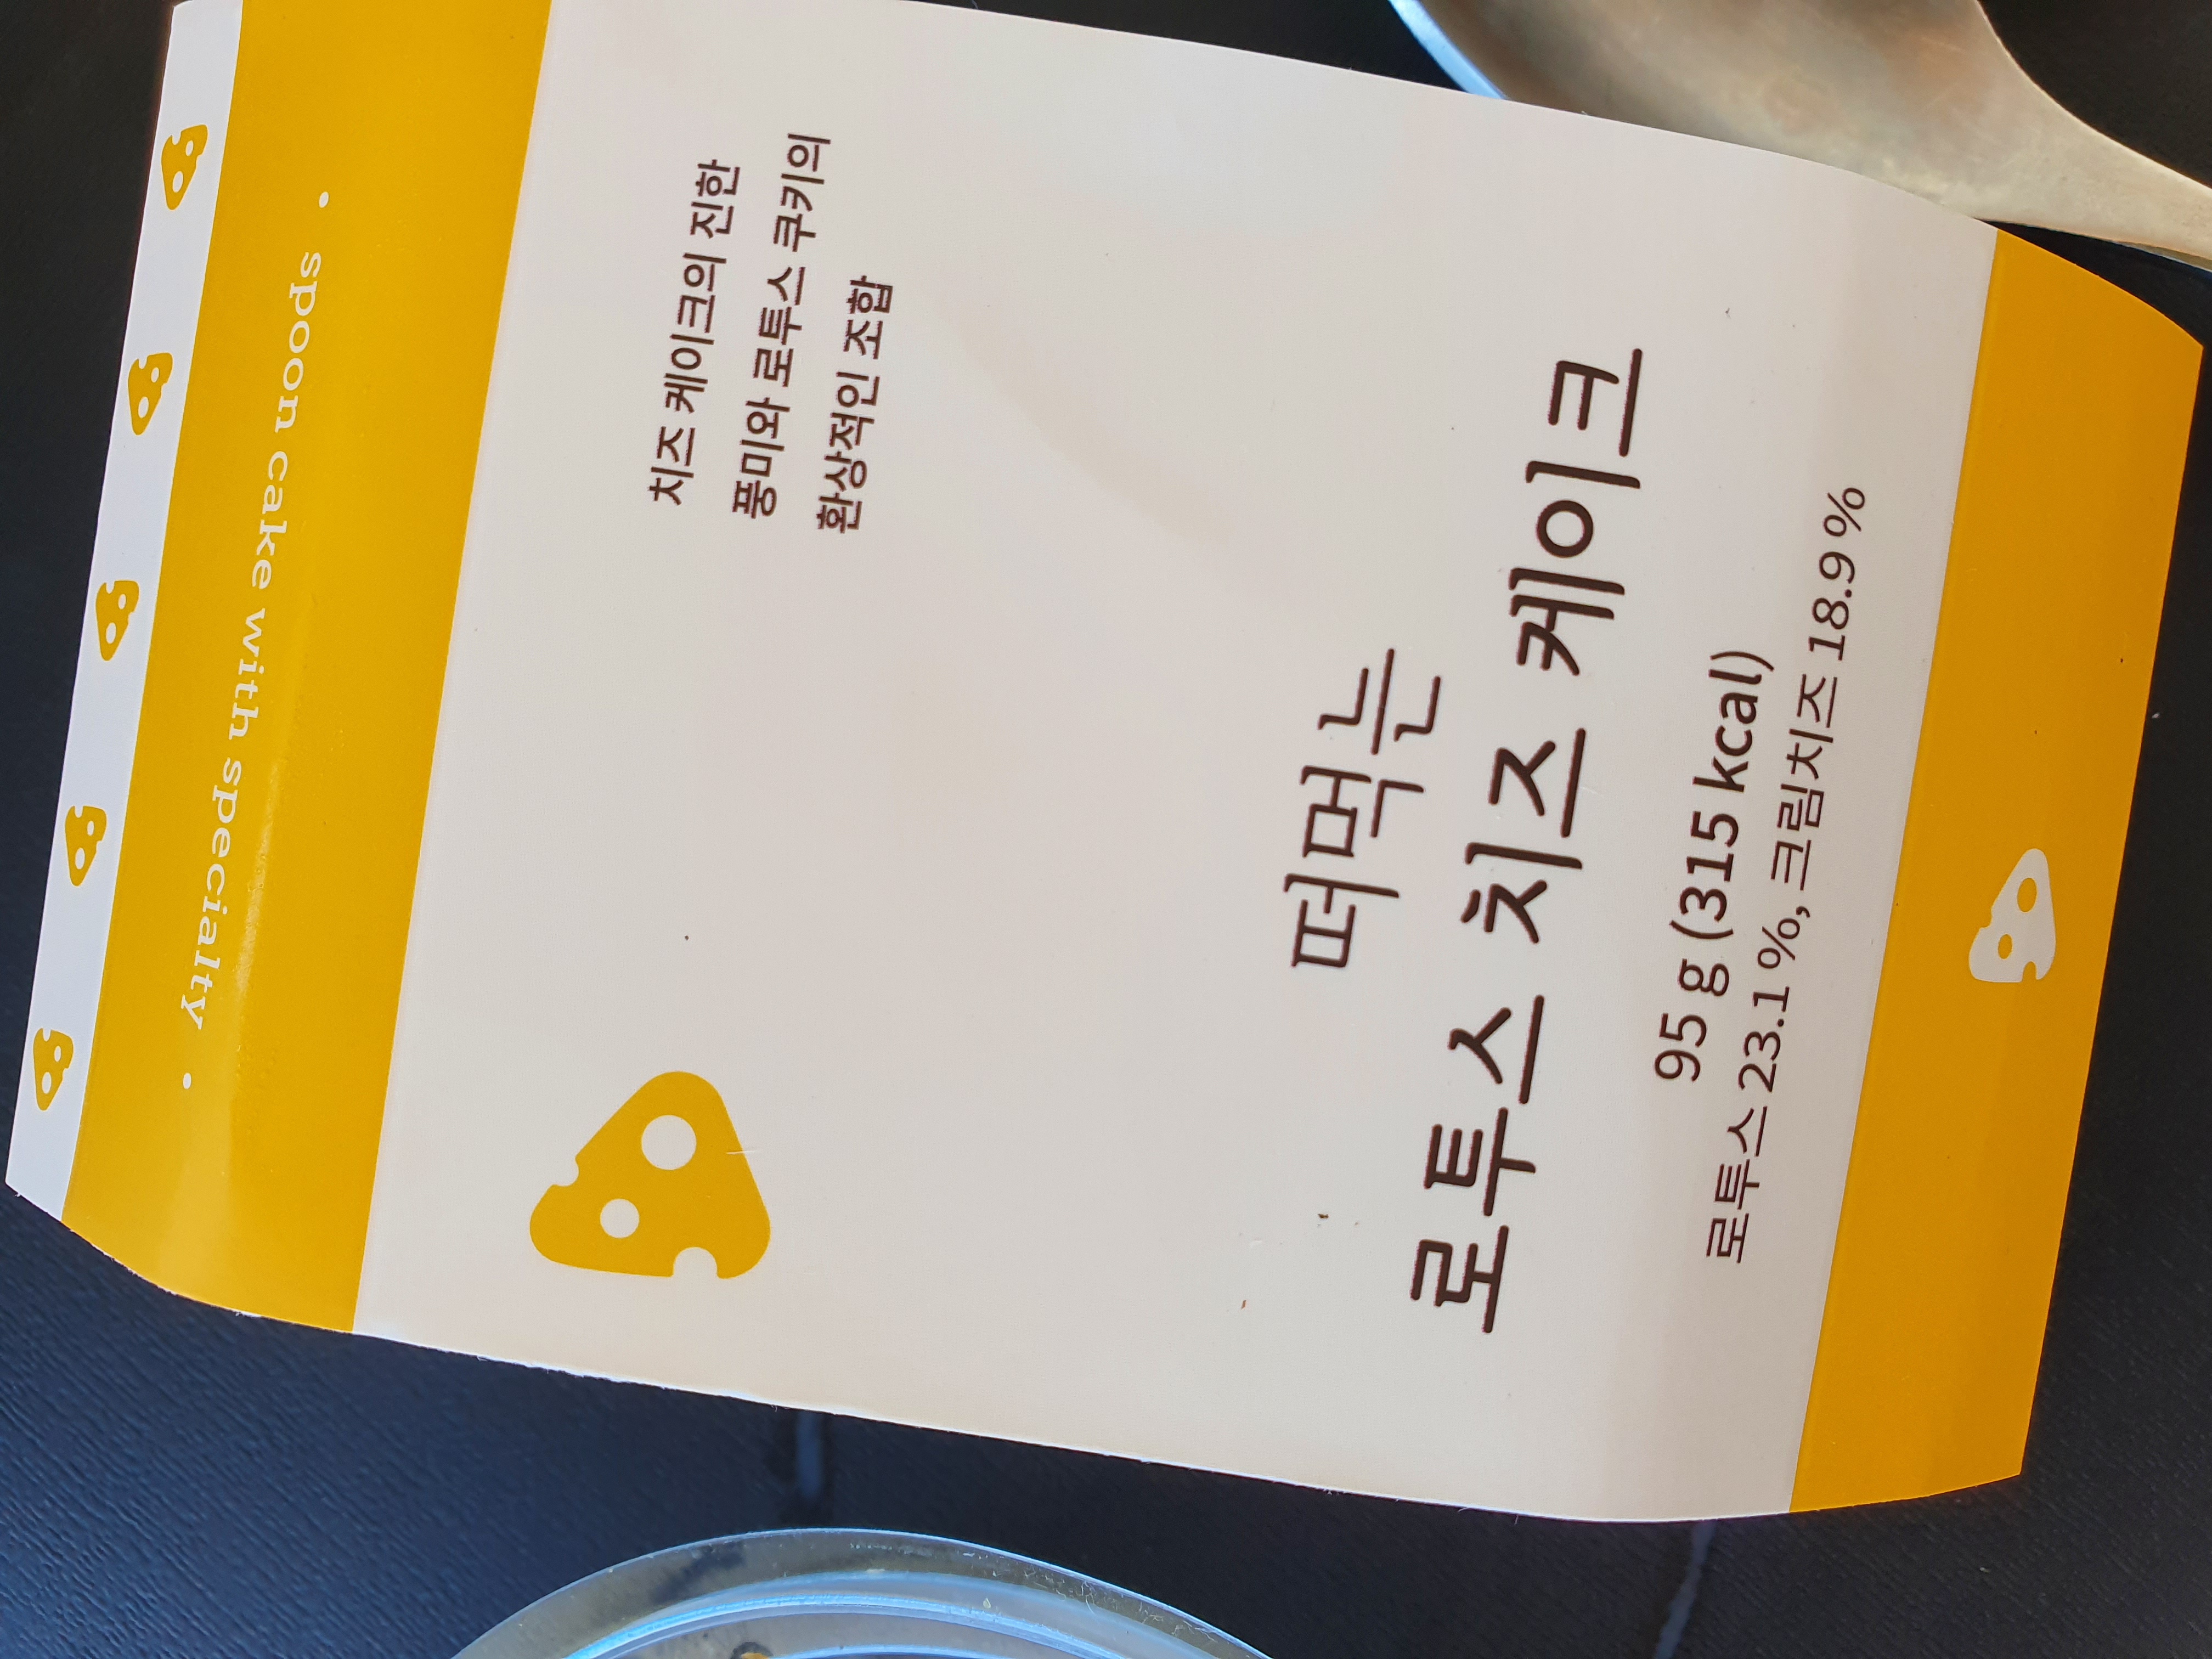 · spoon cake with specialty ·
치즈 케이크의 진한
풍미와 로투스 쿠키의
환상적인 조합
떠먹는
로투스 치즈 케이크
95 g (315 kcal)
로투스 23.1 %, 크림치즈 18.9 %